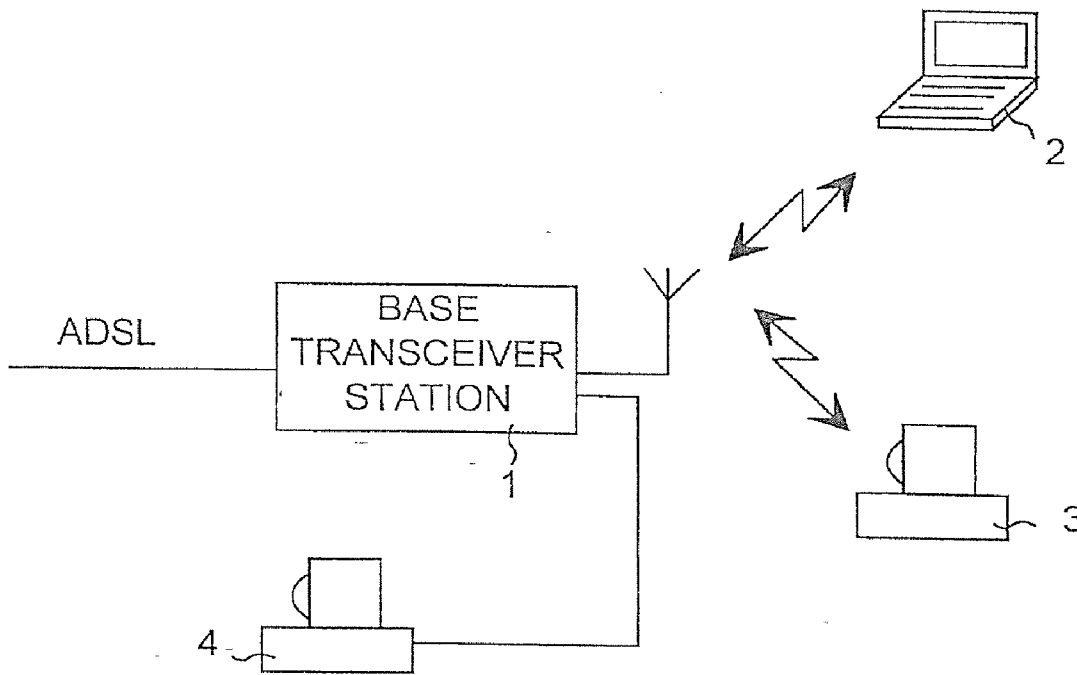 2
ADSL
BASE
TRANSCEIVER
STATION
1
3
4